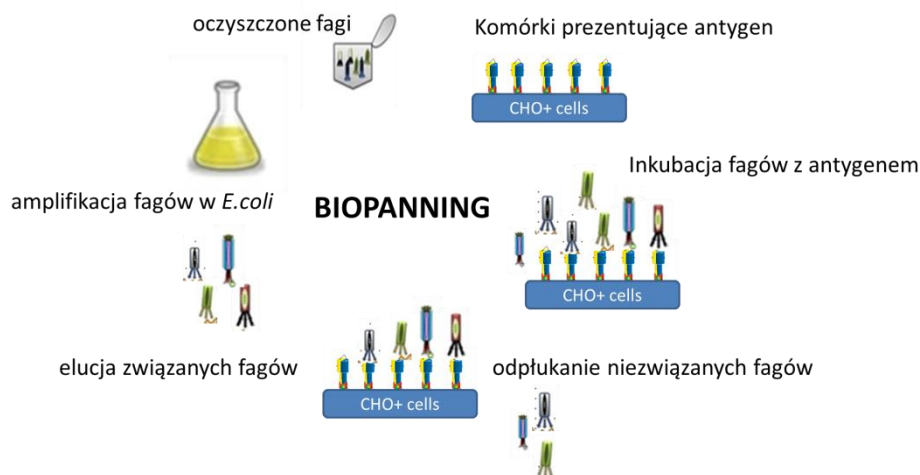 oczyszczone fagi
Komórki prezentujące antygen
CHO+ cells
Inkubacja fagów z antygenem
amplifikacja fagów w E.coli
BIOPANNING
CHO+ cells
elucja związanych fagów
odpłukanie niezwiązanych fagów
CHO+ cells